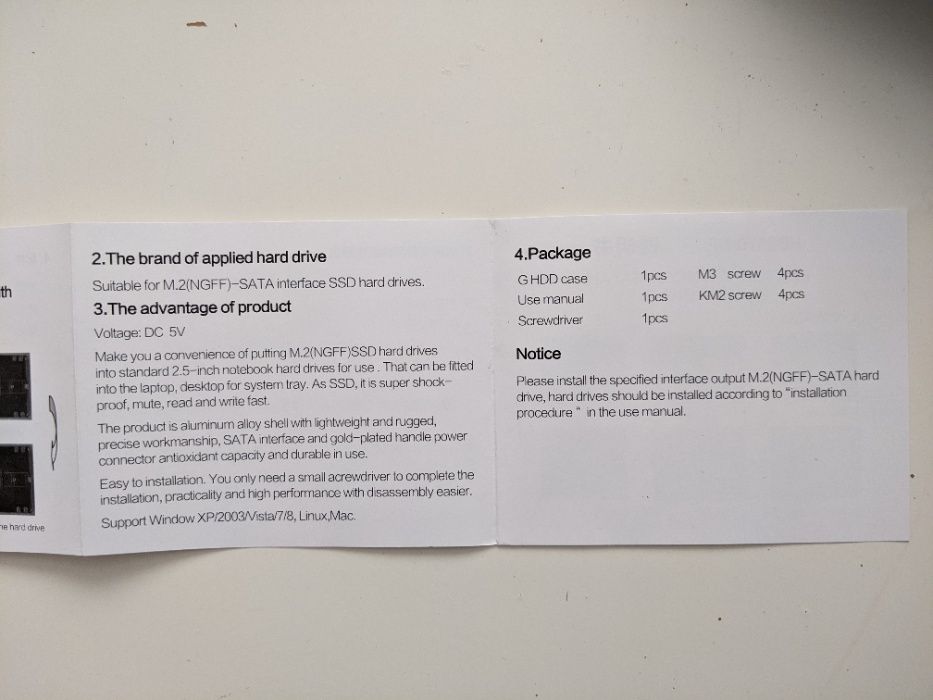 th
he hard drive
2.The brand of applied hard drive
Suitable for M.2(NGFF)-SATA interface SSD hard drives.
3.The advantage of product
Voltage: DC 5V
Make you a convenience of putting M.2(NGFF)SSD hard drives
into standard 2.5-inch notebook hard drives for use . That can be fitted
into the laptop, desktop for system tray. As SSD, it is super shock-
proof, mute, read and write fast.
The product is aluminum alloy shell with lightweight and rugged,
precise workmanship, SATA interface and gold-plated handle power
connector antioxidant capacity and durable in use.
Easy to installation. You only need a small acrewdriver to complete the
installation, practicality and high performance with disassembly easier.
Support Window XP/2003/Vista/7/8, Linux,Mac.
4.Package
G HDD case 1pcs M3 screw 4pcs
Use manual 1pcs KM2 screw 4pcs
Screwdriver 1pcs
Notice
Please install the specified interface output M.2(NGFF)-SATA hard
drive, hard drives should be installed according to "installation
procedure " in the use manual.